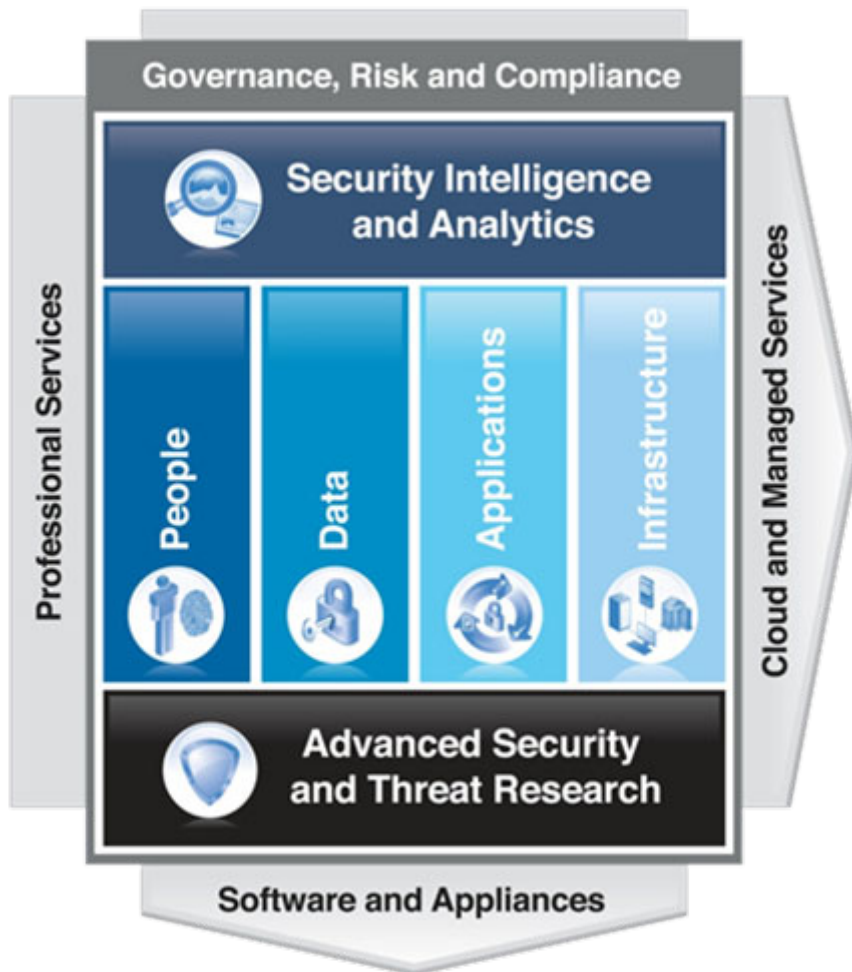 Governance, Risk and Compliance
Security Intelligence
and Analytics
Professional Services
People
Data
Applications
Infrastructure
Cloud and Managed Services
Advanced Security
and Threat Research
Software and Appliances